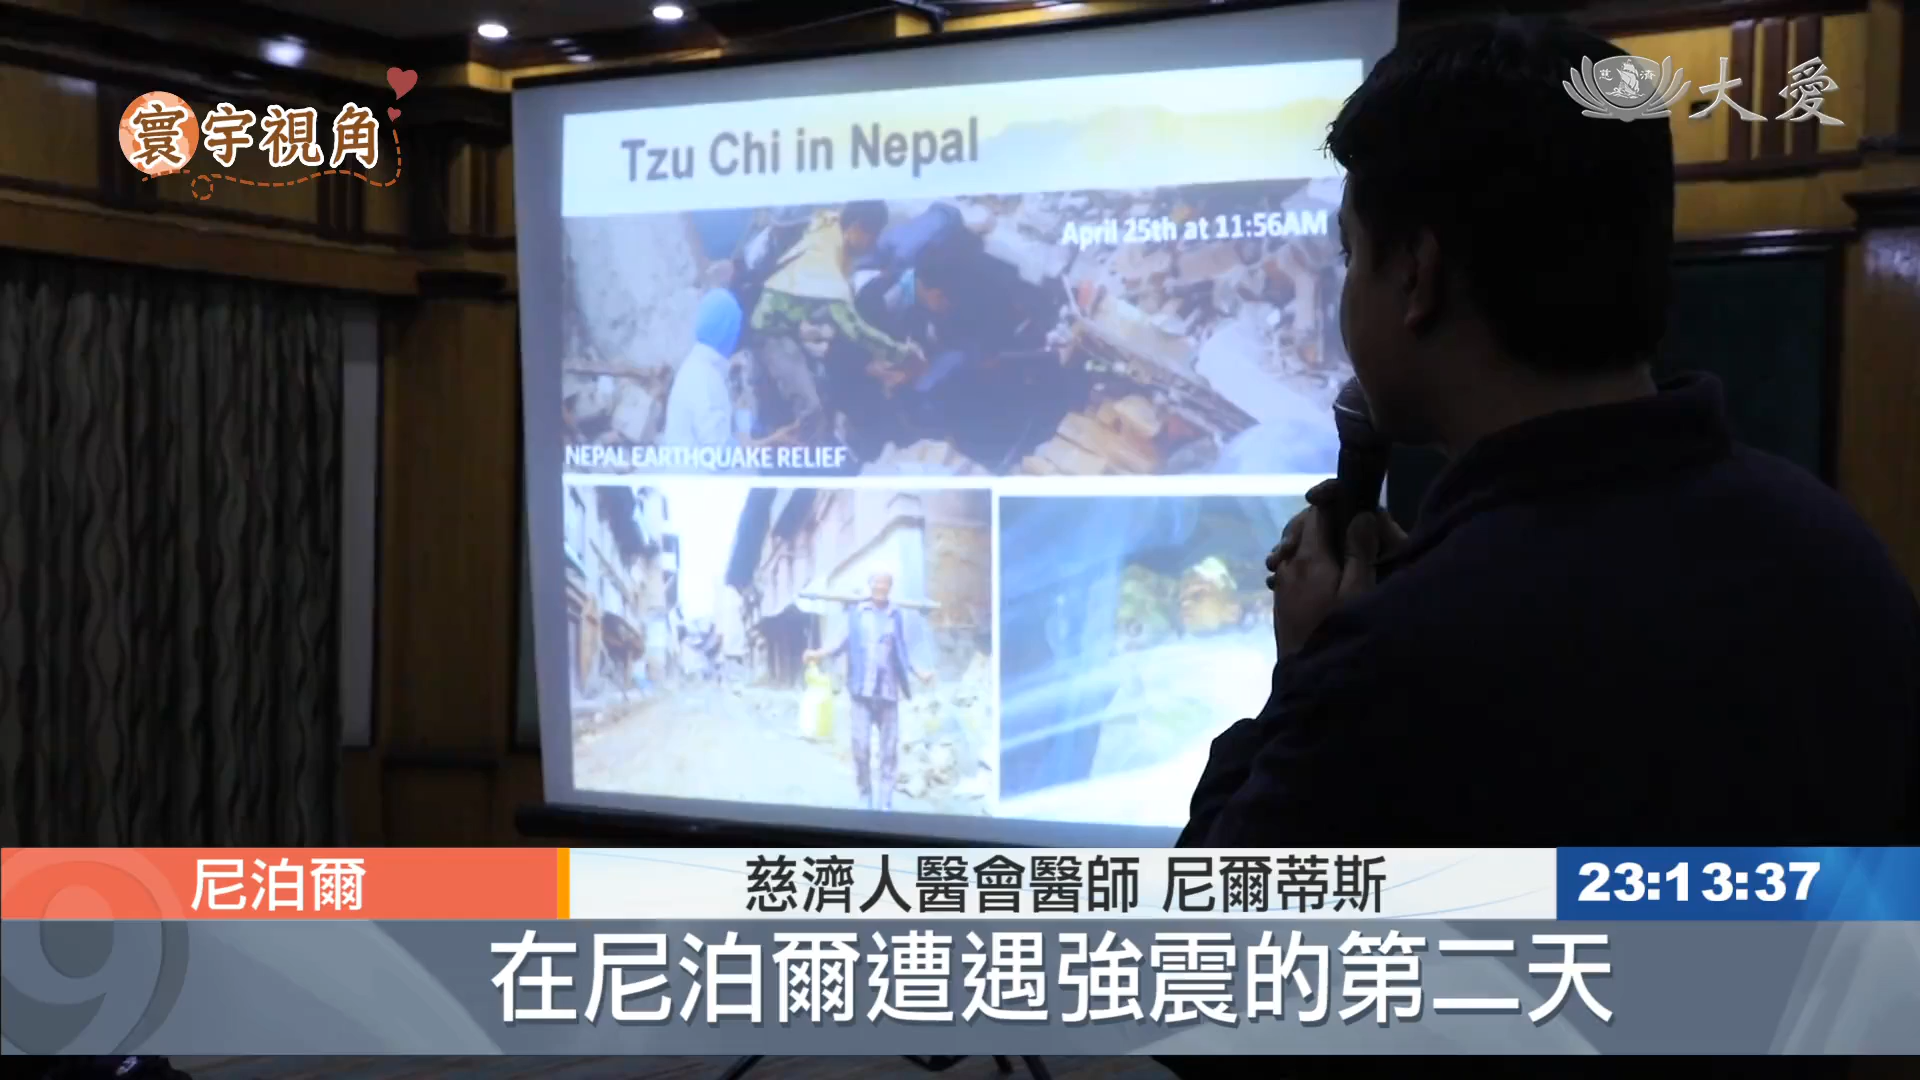 寰宇視角
慈濟
大愛
Tzu Chi in Nepal
April 25th at 11:56AM
NEPAL EARTHQUAKE RELIEF
尼泊爾
慈濟人醫會醫師 尼爾蒂斯
23:13:37
在尼泊爾遭遇強震的第二天